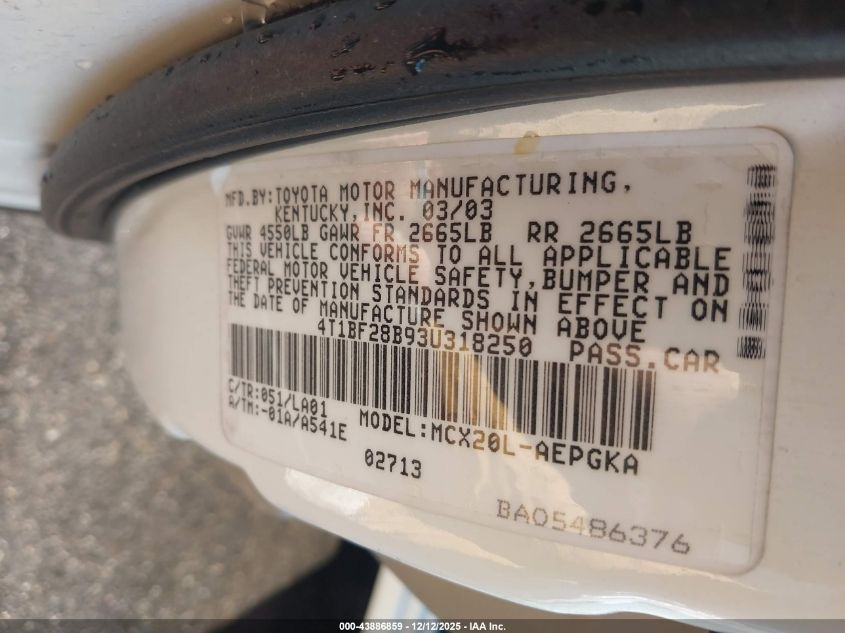 MFD.BY:TOYOTA MOTOR MANUFACTURING,
KENTUCKY,INC. 03/03
GVWR 4550LB GAWR FR 2665LB RR 2665LB
THIS VEHICLE CONFORMS TO ALL APPLICABLE
FEDERAL MOTOR VEHICLE SAFETY,BUMPER AND
THEFT PREVENTION STANDARDS IN EFFECT ON
THE DATE OF MANUFACTURE SHOWN ABOVE
4T1BF28B93U318250 PASS.CAR
C/TR:051/LA01
A/TM:-01A/A541E
MODEL:MCX20L-AEPGKA
02713
BA05486376
000-43886859 - 12/12/2025 - IAA Inc.